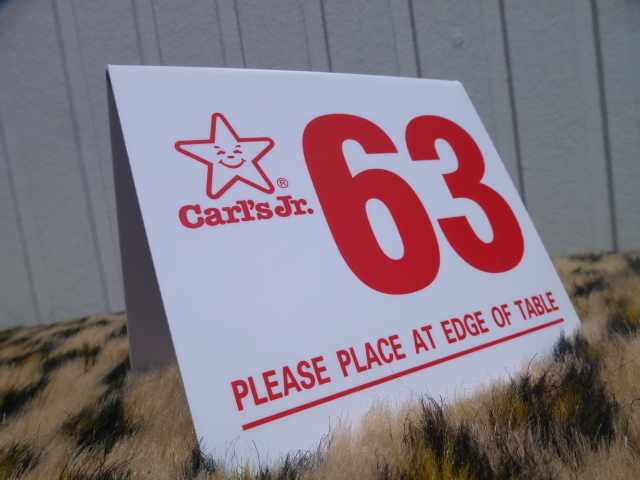 63
®
Carl's Jr.
PLEASE PLACE AT EDGE OF TABLE